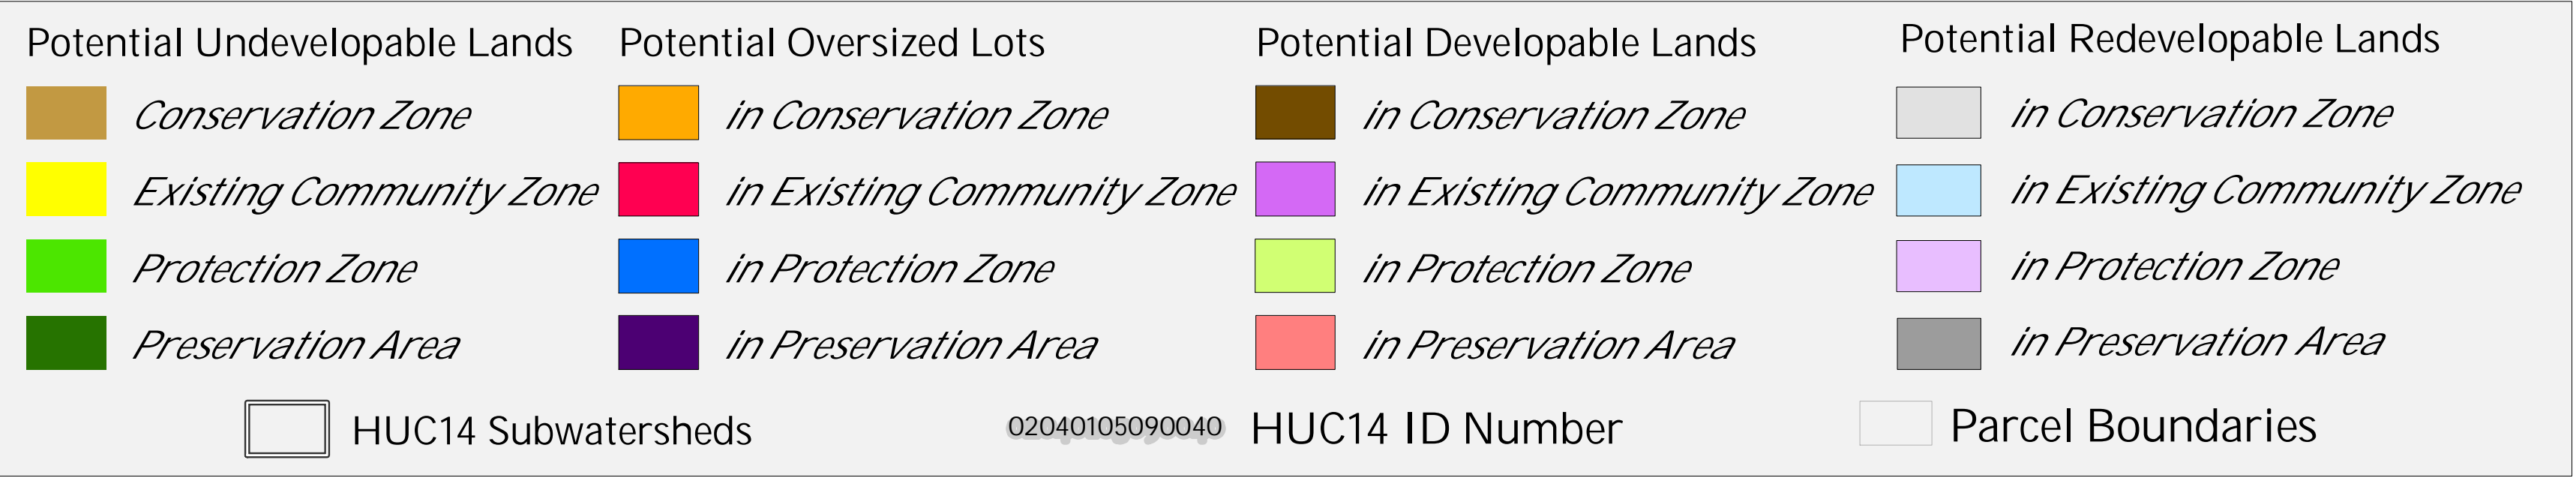 Potential Undevelopable Lands
Conservation Zone
Existing Community Zone
Protection Zone
Preservation Area
Potential Oversized Lots
in Conservation Zone
in Existing Community Zone
in Protection Zone
in Preservation Area
Potential Developable Lands
in Conservation Zone
in Existing Community Zone
in Protection Zone
in Preservation Area
Potential Redevelopable Lands
in Conservation Zone
in Existing Community Zone
in Protection Zone
in Preservation Area
HUC14 Subwatersheds
02040105090040 HUC14 ID Number
Parcel Boundaries